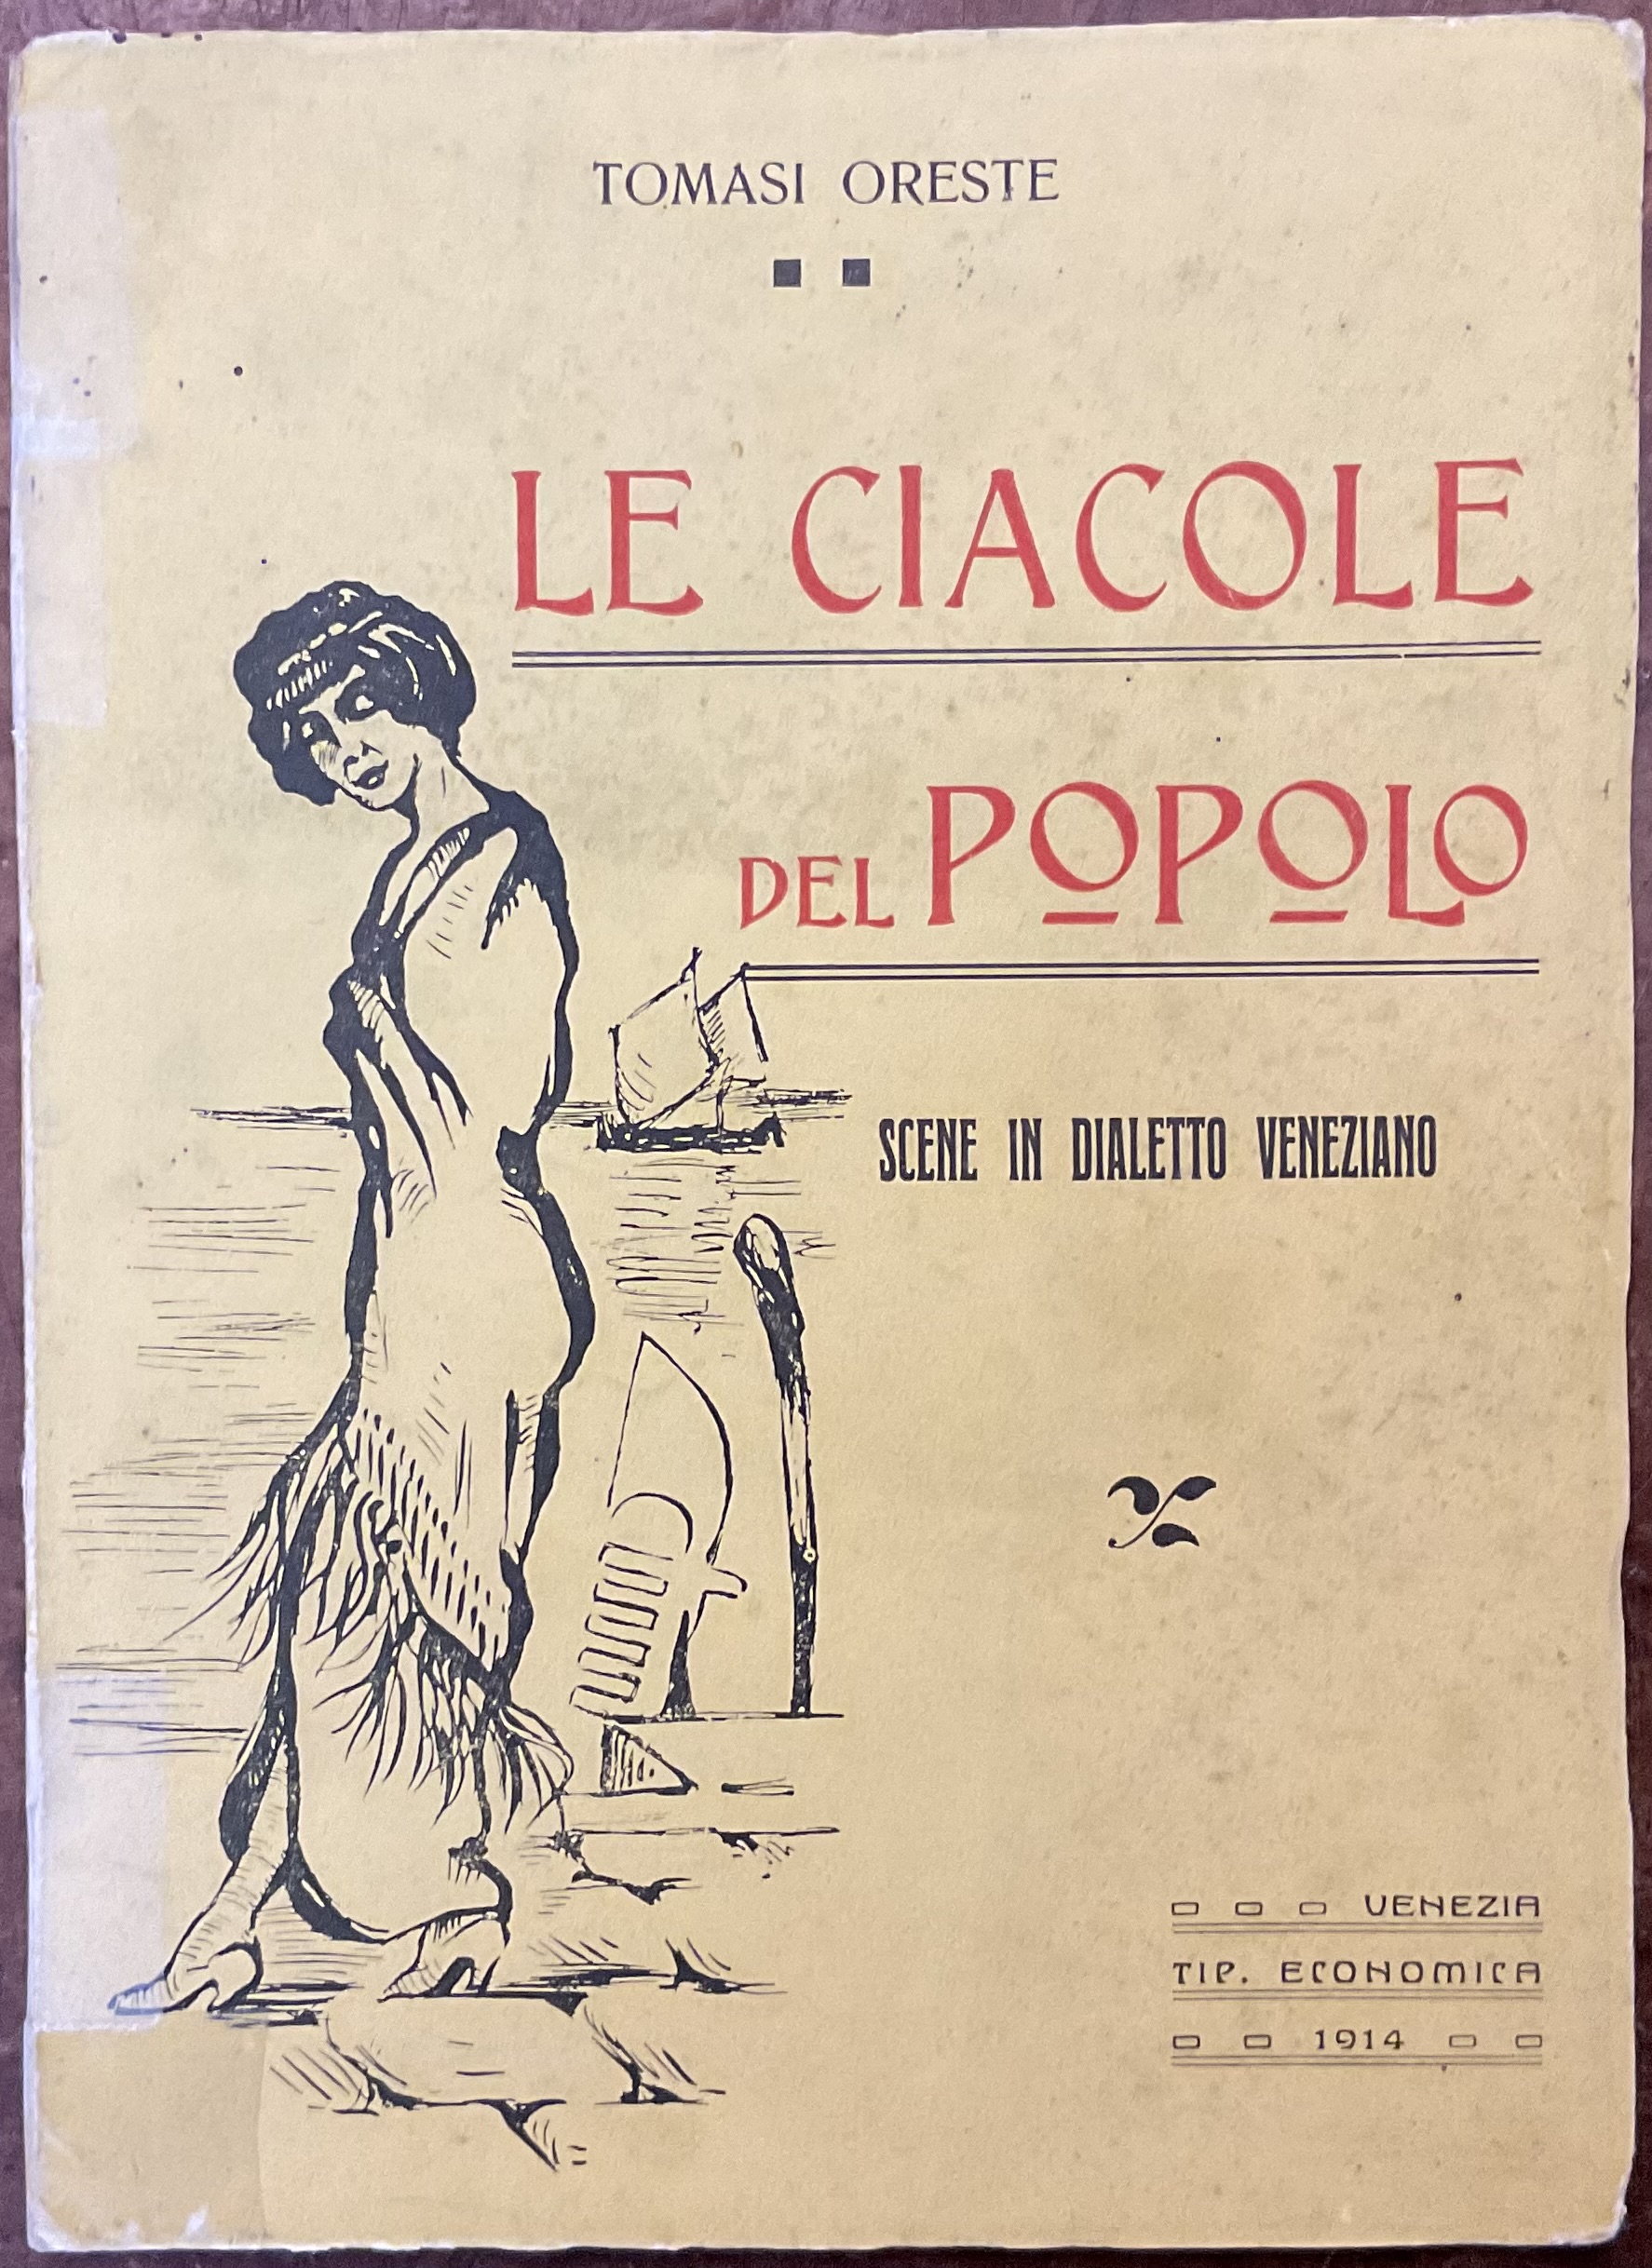 TOMASI ORESTE
LE CIACOLE
DEL POPOLO
SCENE IN DIALETTO VENEZIANO
VENEZIA
TIP. ECONOMICA
1914